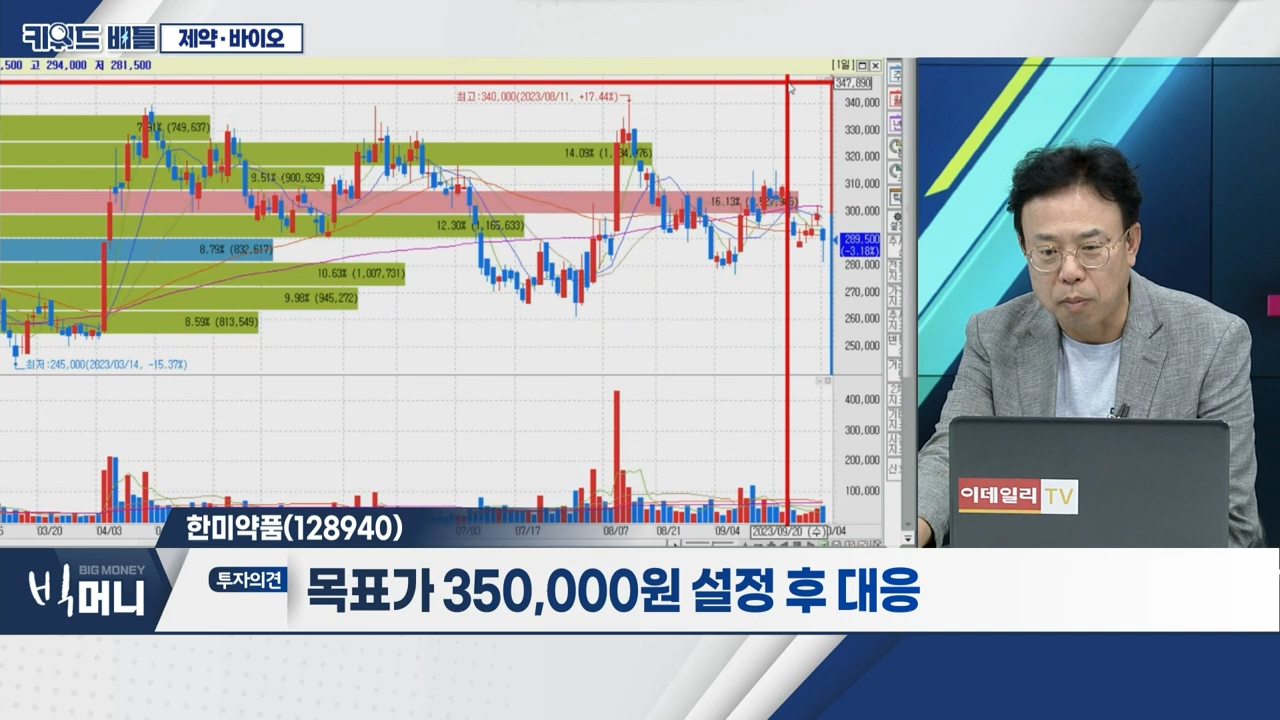 키워드 배틀 제약·바이오
,500 고 294,000 저 281,500
[1일]
347,890
최고:340,000(2023/08/11, +17.44%)
340,000
330,000
320,000
310,000
300,000
289,500
(-3.18%)
280,000
270,000
260,000
250,000
7.91% (749,637)
9.51% (900,929)
12.30% (1,165,633)
8.79% (832,617)
10.63% (1,007,731)
9.98% (945,272)
8.59% (813,549)
최저:245,000(2023/03/14, -15.37%)
400,000
300,000
200,000
100,000
03/20 04/03 07/03 07/17 08/07 08/21 09/04 2023/09/20 (수) /04
이데일리TV
한미약품(128940)
BIG MONEY
빅머니
투자의견
목표가 350,000원 설정 후 대응